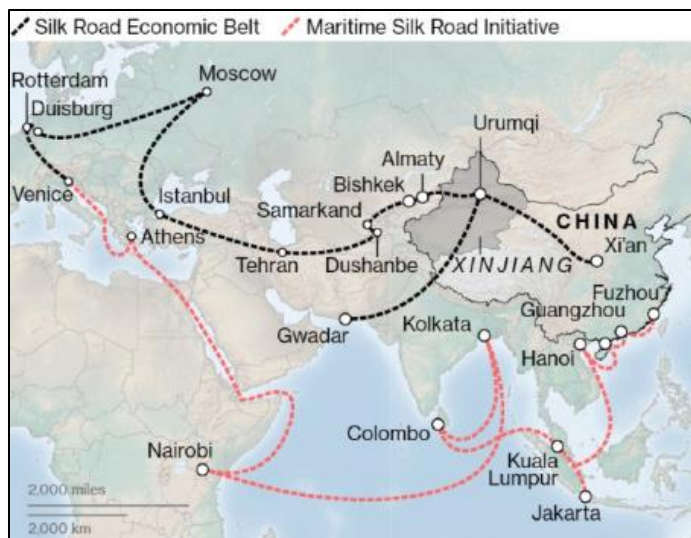 Silk Road Economic Belt
Maritime Silk Road Initiative
Rotterdam
Duisburg
Moscow
Urumqi
Almaty
Bishkek
Venice
Istanbul
Samarkand
CHINA
Athens
Xi'an
Tehran
Dushanbe
XINJIANG
Fuzhou
Guangzhou
Gwadar
Kolkata
Hanoi
Colombo
Nairobi
Kuala
Lumpur
2,000 miles
Jakarta
2,000 km